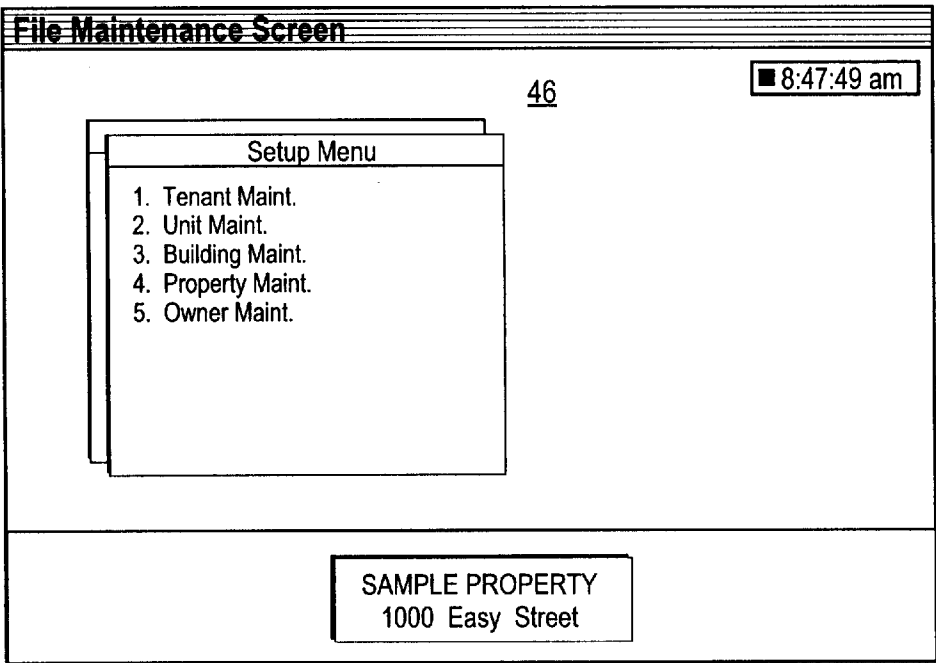 File Maintenance Screen
46
8:47:49 am
Setup Menu
1. Tenant Maint.
2. Unit Maint.
3. Building Maint.
4. Property Maint.
5. Owner Maint.
SAMPLE PROPERTY
1000 Easy Street